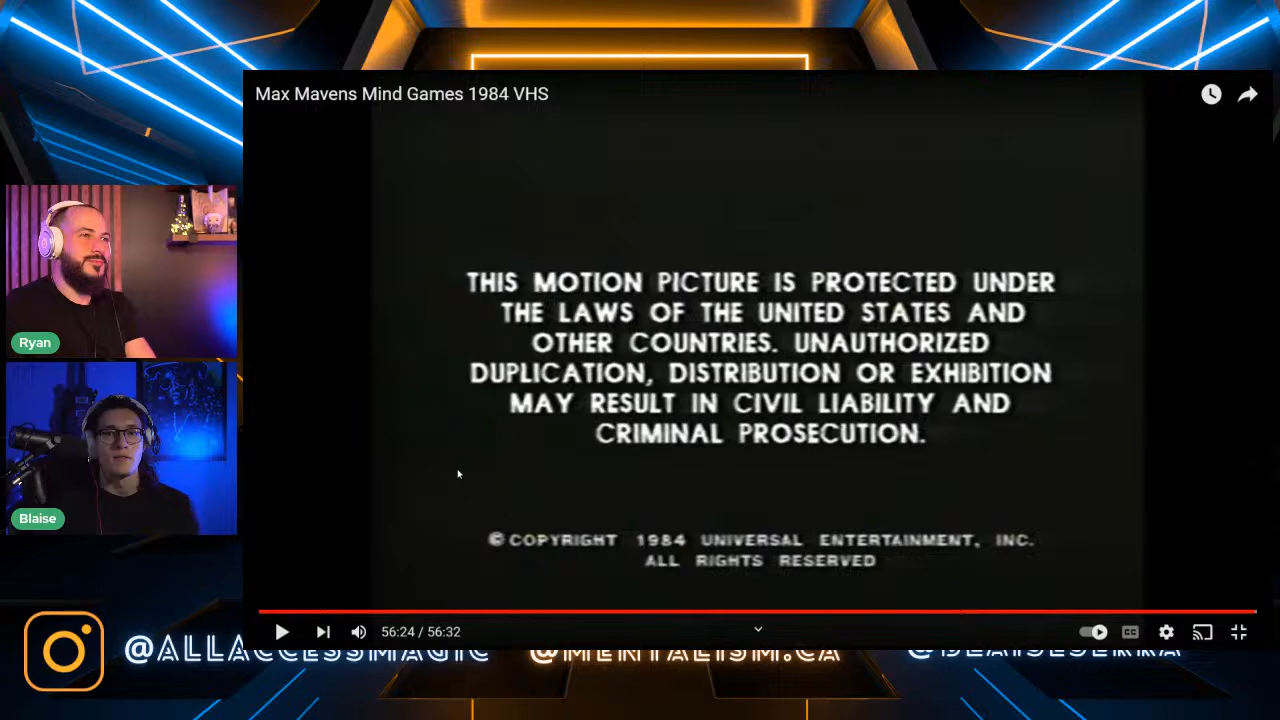 Max Mavens Mind Games 1984 VHS
THIS MOTION PICTURE IS PROTECTED UNDER
THE LAWS OF THE UNITED STATES AND
OTHER COUNTRIES. UNAUTHORIZED
DUPLICATION, DISTRIBUTION OR EXHIBITION
MAY RESULT IN CIVIL LIABILITY AND
CRIMINAL PROSECUTION.
© COPYRIGHT 1984 UNIVERSAL ENTERTAINMENT, INC.
ALL RIGHTS RESERVED
Ryan
Blaise
56:24 / 56:32
CC
@ALLACCESSMAGIC @MENTALISM.CA